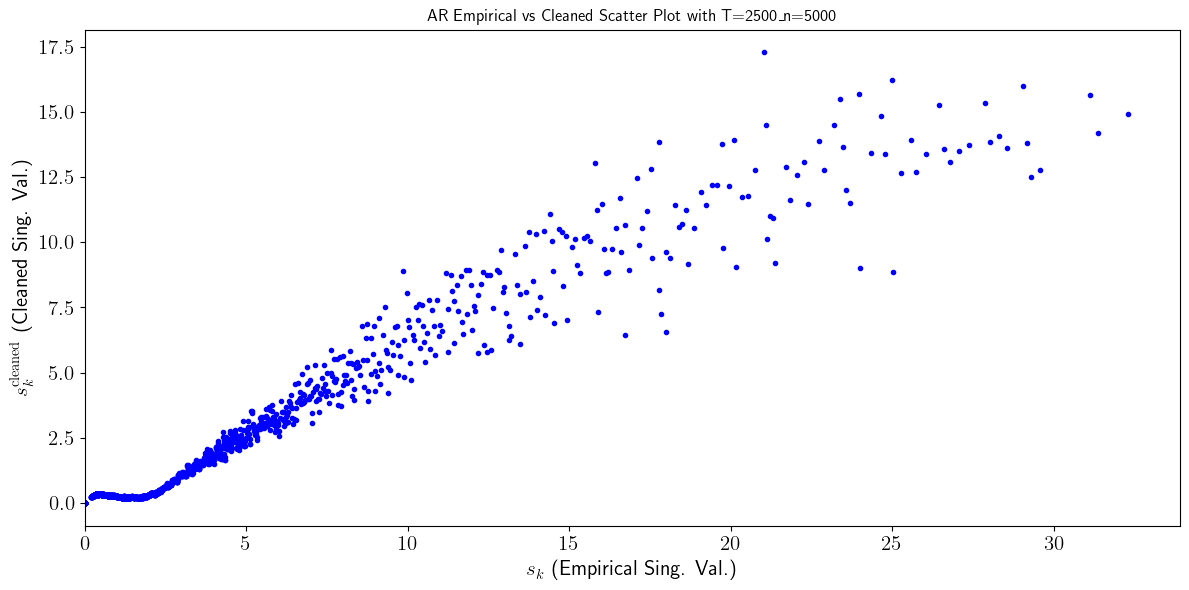 AR Empirical vs Cleaned Scatter Plot with T=2500_n=5000
17.5
15.0
12.5
10.0
7.5
5.0
2.5
0.0
s_k^cleaned (Cleaned Sing. Val.)
0 5 10 15 20 25 30
s_k (Empirical Sing. Val.)